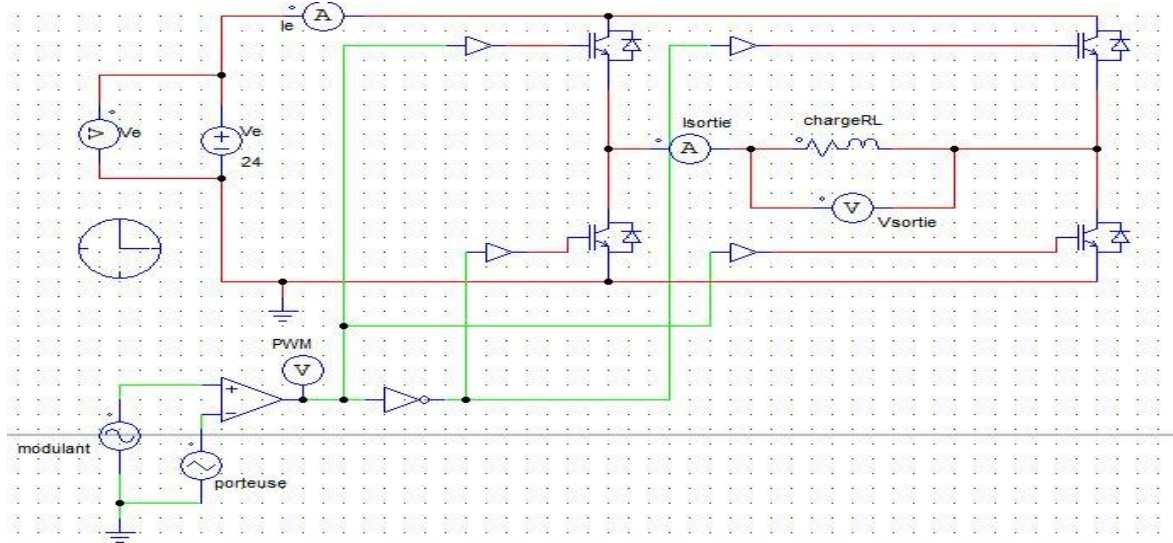 Ie
A
Ve
V
Ve
24
Isortie
A
chargeRL
V
Vsortie
PWM
V
modulant
porteuse